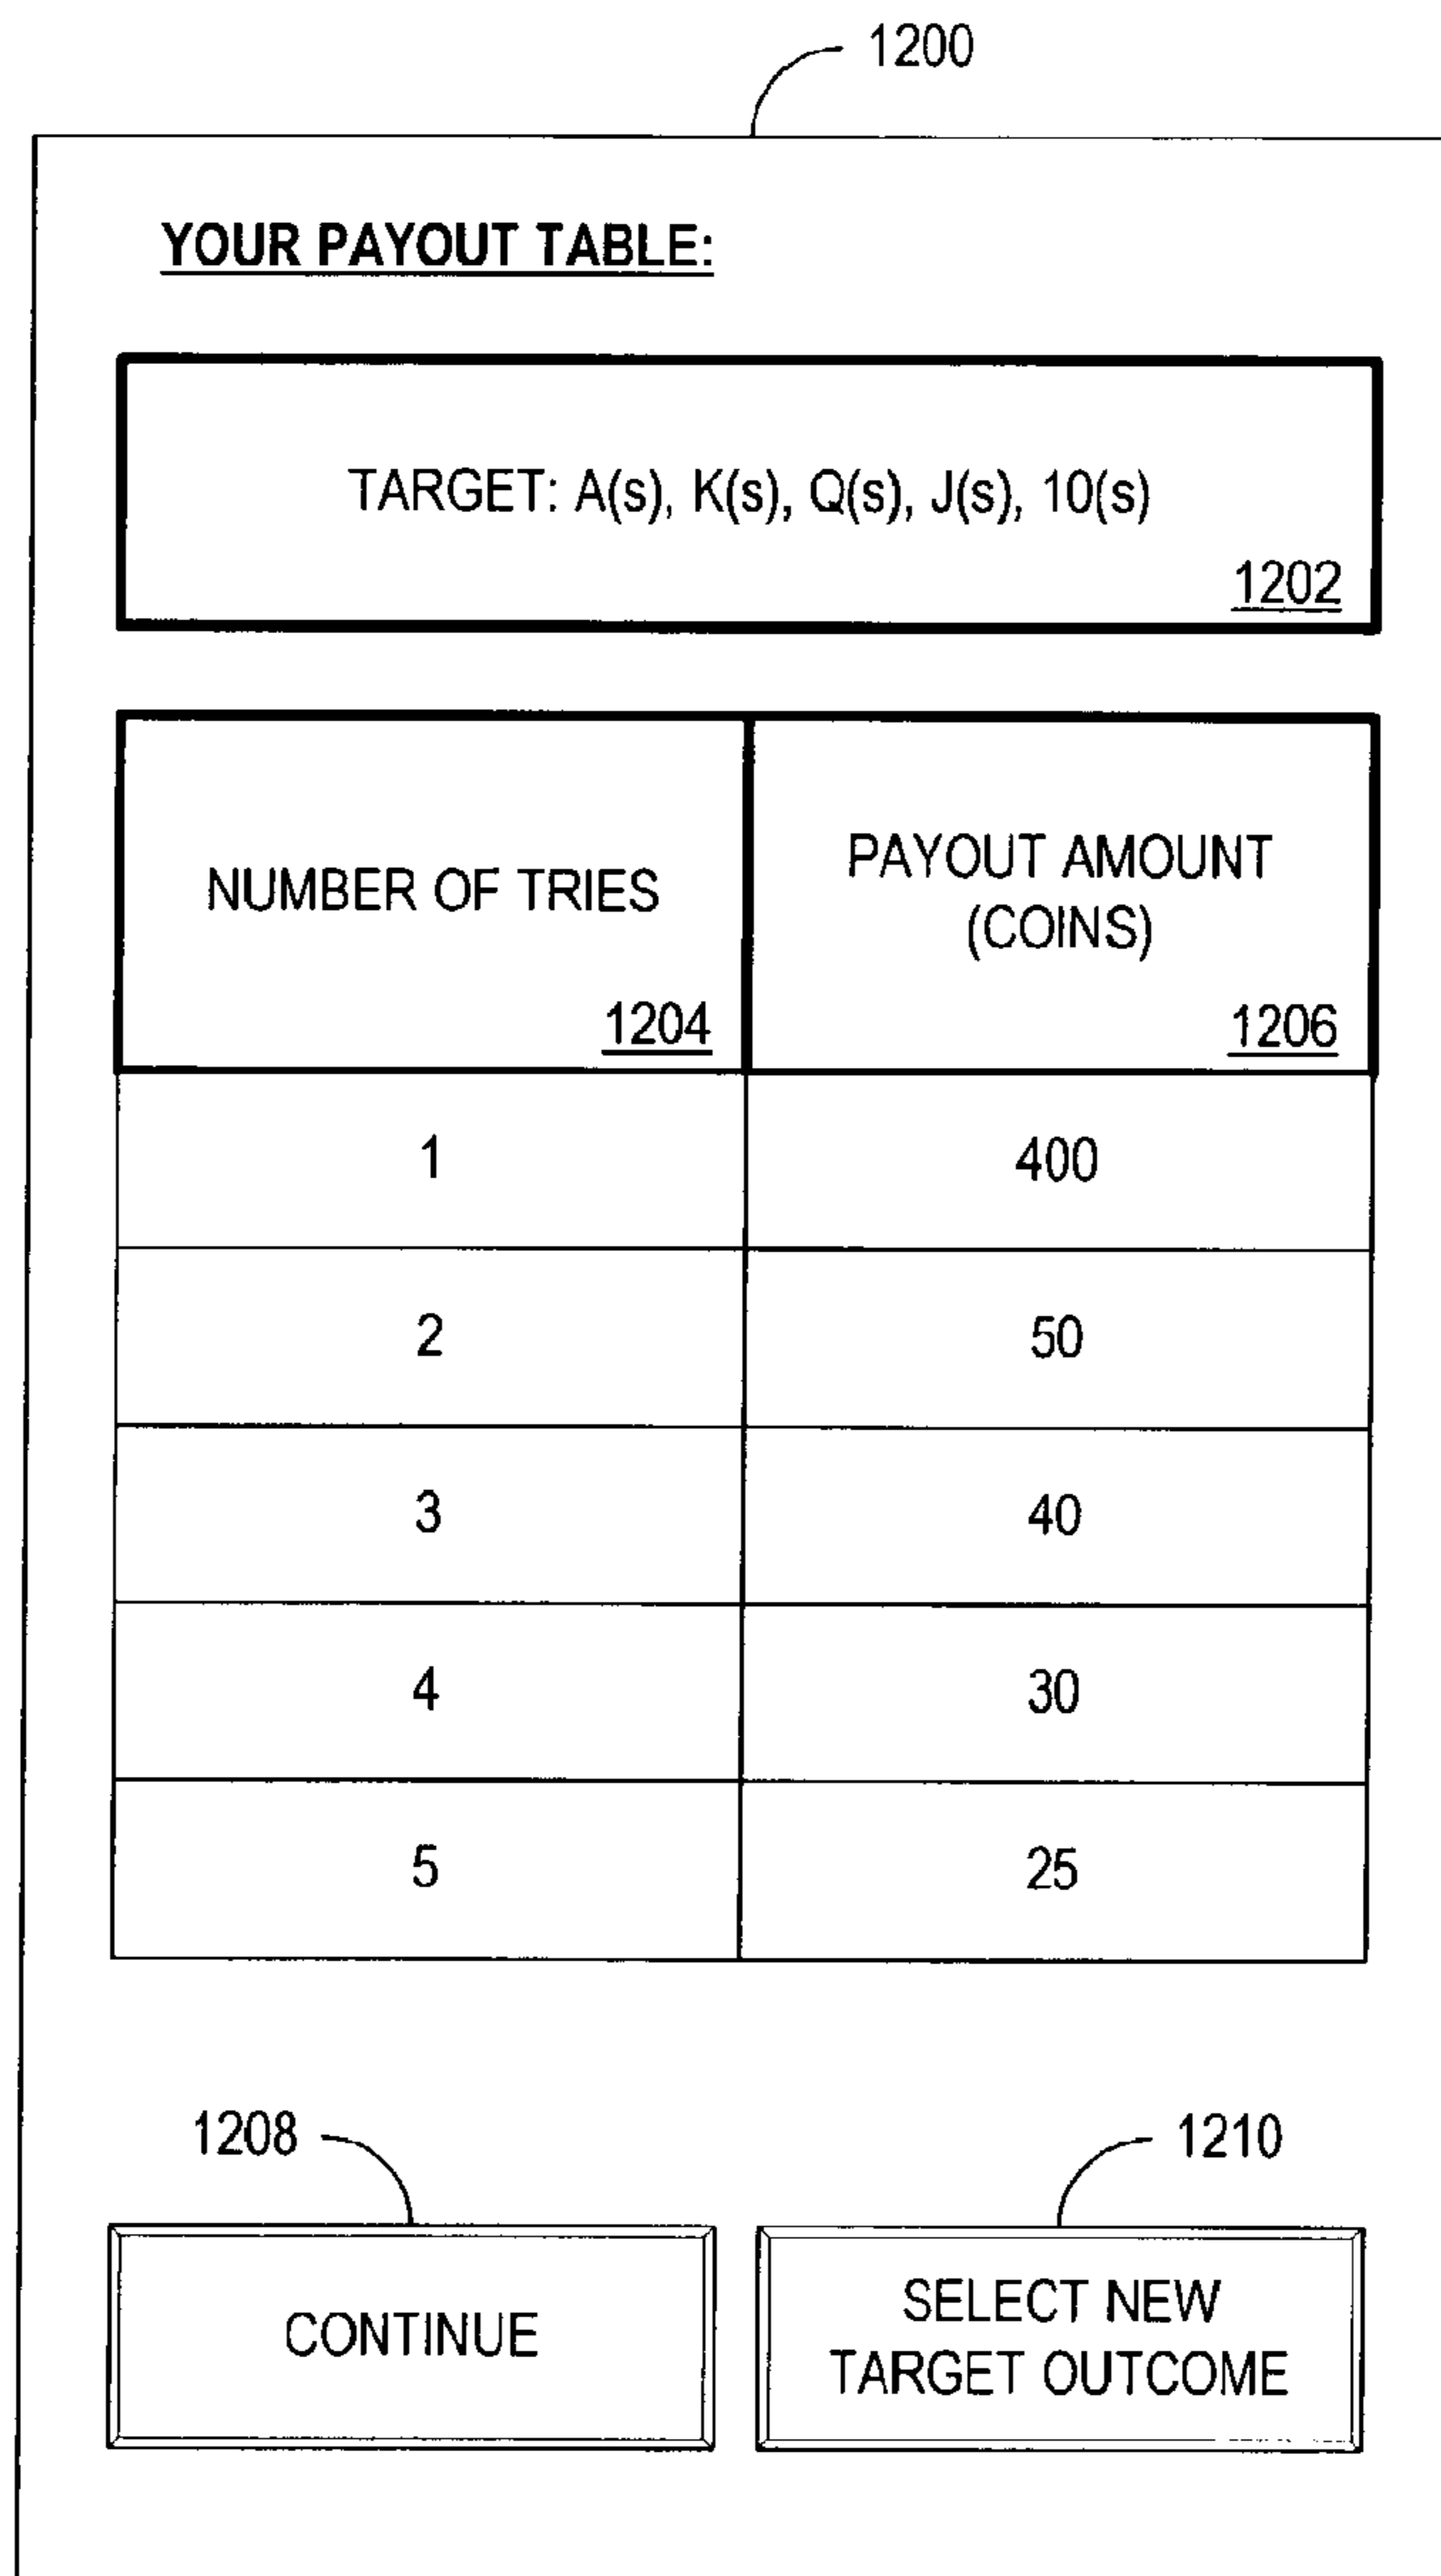 1200
YOUR PAYOUT TABLE:
TARGET: A(s), K(s), Q(s), J(s), 10(s)
1202
NUMBER OF TRIES
1204
PAYOUT AMOUNT
(COINS)
1206
1 400
2 50
3 40
4 30
5 25
1208
1210
CONTINUE
SELECT NEW
TARGET OUTCOME